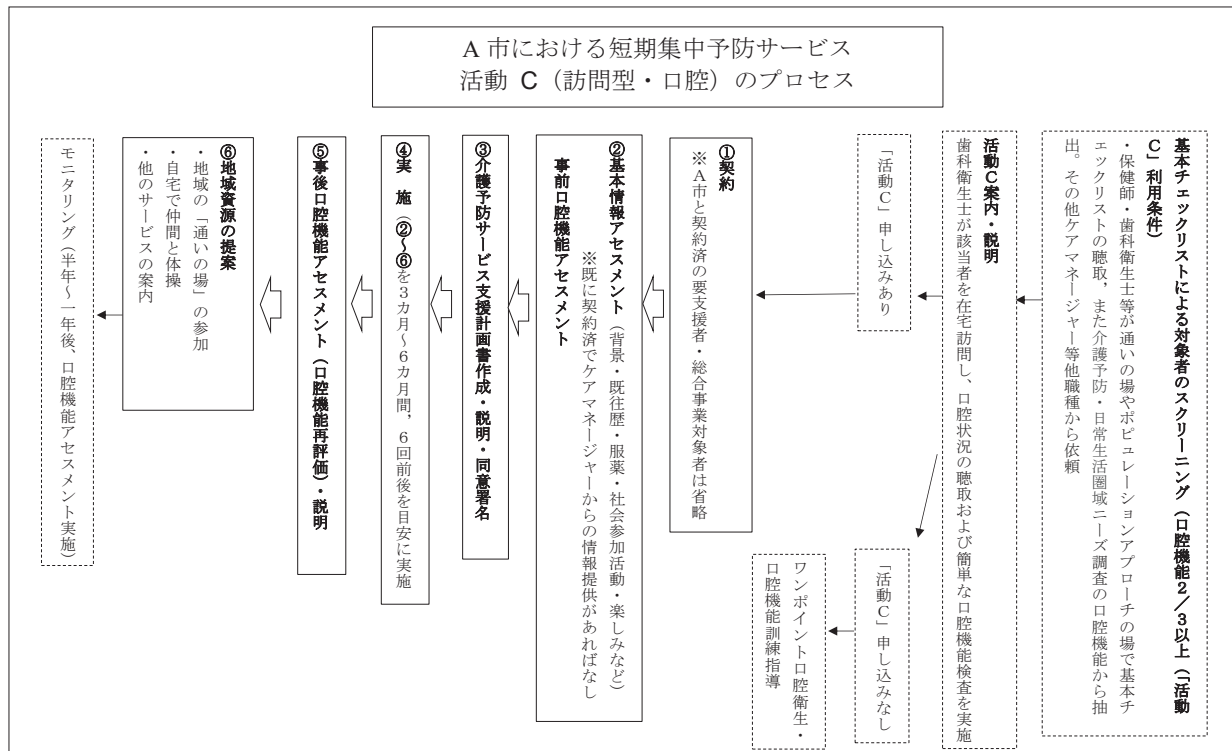 A 市における短期集中予防サービス
活動 C（訪問型・口腔）のプロセス
基本チェックリストによる対象者のスクリーニング（口腔機能２／３以上（「活動
C」利用条件）
・保健師・歯科衛生士等が通いの場やポピュレーションアプローチの場で基本チ
ェックリストの聴取，また介護予防・日常生活圏域ニーズ調査の口腔機能から抽
出。その他ケアマネージャー等他職種から依頼
活動C案内・説明
歯科衛生士が該当者を在宅訪問し、口腔状況の聴取および簡単な口腔機能検査を実施
「活動C」申し込みあり
「活動C」申し込みなし
ワンポイント口腔衛生・
口腔機能訓練指導
①契約
※A市と契約済の要支援者・総合事業対象者は省略
②基本情報アセスメント（背景・既往歴・服薬・社会参加活動・楽しみなど）
※既に契約済でケアマネージャーからの情報提供があればなし
事前口腔機能アセスメント
③介護予防サービス支援計画書作成・説明・同意署名
④実　施（②～⑥を３カ月～６カ月間，６回前後を目安に実施
⑤事後口腔機能アセスメント（口腔機能再評価）・説明
⑥地域資源の提案
・地域の「通いの場」の参加
・自宅で仲間と体操
・他のサービスの案内
モニタリング（半年～一年後、口腔機能アセスメント実施）